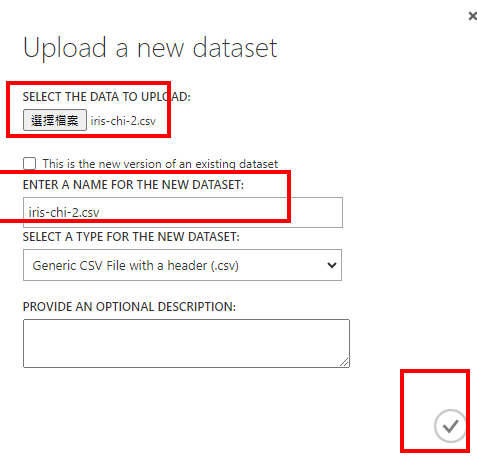 Upload a new dataset
SELECT THE DATA TO UPLOAD:
選擇檔案 iris-chi-2.csv
This is the new version of an existing dataset
ENTER A NAME FOR THE NEW DATASET:
iris-chi-2.csv
SELECT A TYPE FOR THE NEW DATASET:
Generic CSV File with a header (.csv)
PROVIDE AN OPTIONAL DESCRIPTION: